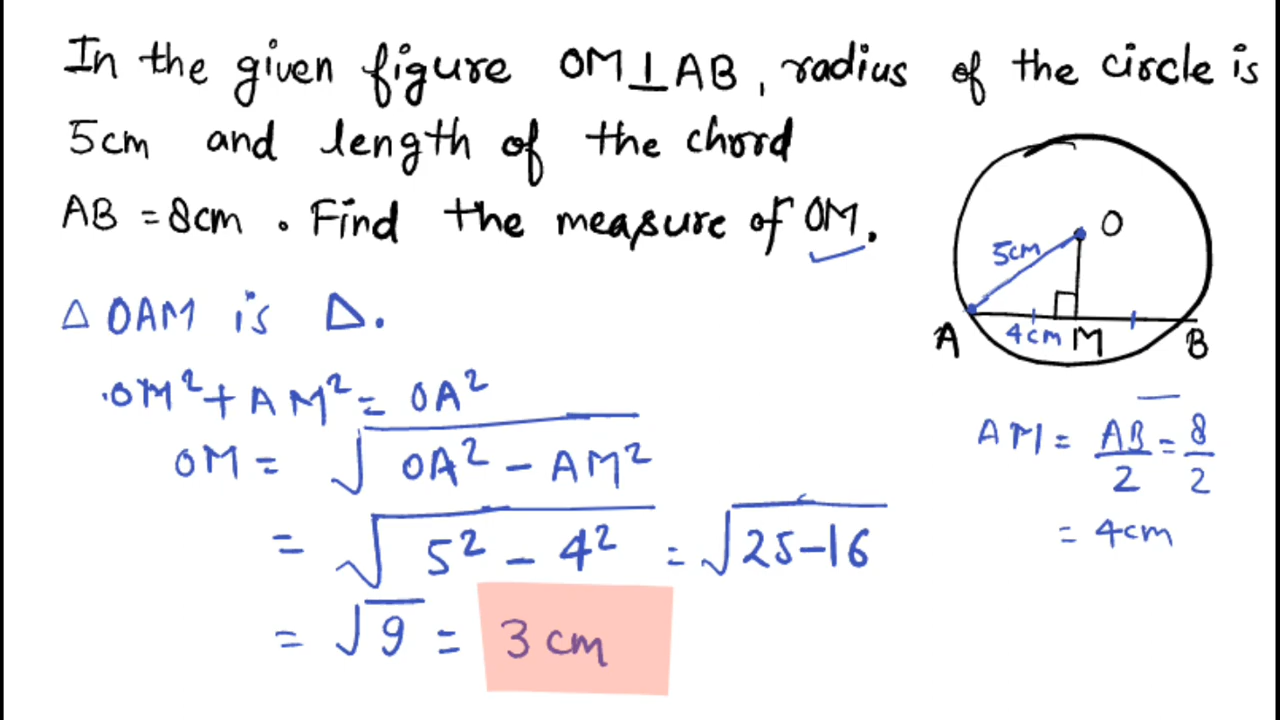 In the given figure OM⊥AB, radius of the circle is
5cm and length of the chord
AB = 8cm. Find the measure of OM.
O
5cm
A
4cm
M
B
△ OAM is ⊿.
OM² + AM² = OA²
OM = √(OA² - AM²)
= √(5² - 4²) = √(25-16)
= √9 = 3 cm
AM = AB/2 = 8/2
= 4cm